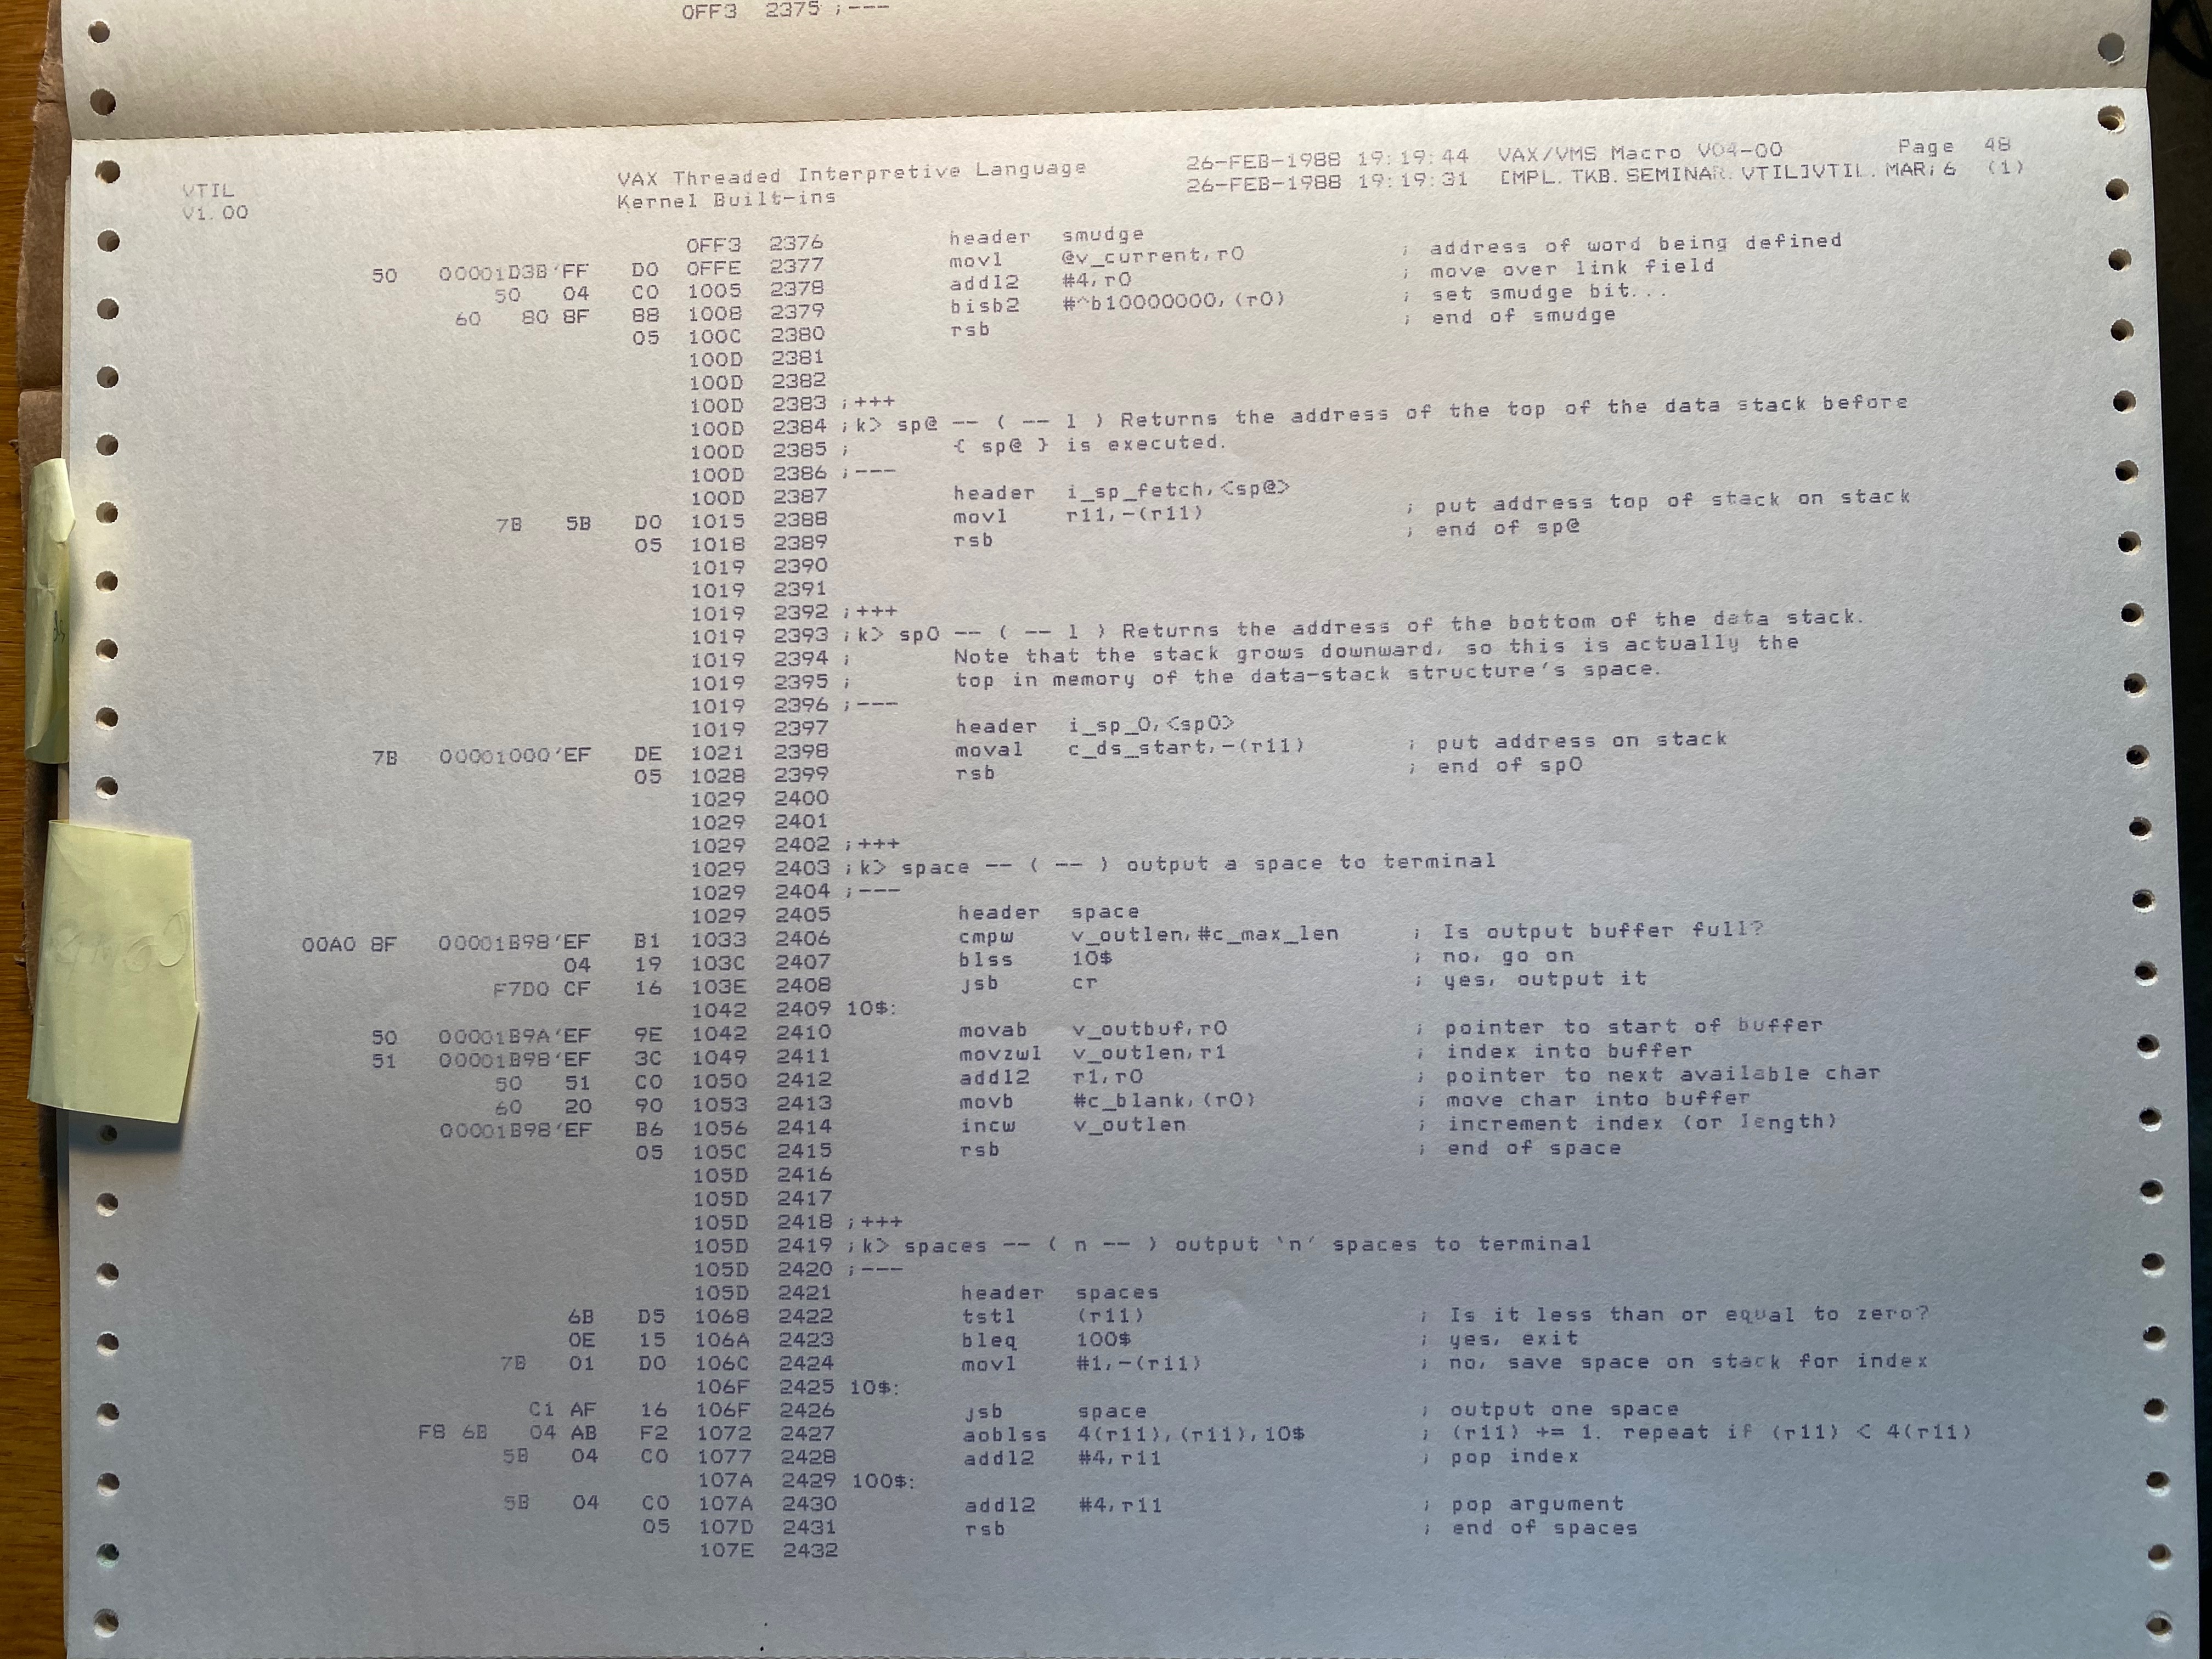 0FF3 2375 ;---
VAX Threaded Interpretive Language 26-FEB-1988 19:19:44 VAX/VMS Macro V04-00 Page 48
VTIL Kernel Built-ins 26-FEB-1988 19:19:31 [MPL.TKB.SEMINAR.VTIL]VTIL.MAR;6 (1)
V1.00
0FF3 2376 header smudge
50 00001D3B'FF D0 0FFE 2377 movl @v_current,r0 ; address of word being defined
50 04 C0 1005 2378 addl2 #4,r0 ; move over link field
60 80 8F 88 1008 2379 bisb2 #^b10000000,(r0) ; set smudge bit...
05 100C 2380 rsb ; end of smudge
100D 2381
100D 2382
100D 2383 ;+++
100D 2384 ;k> sp@ -- ( -- l ) Returns the address of the top of the data stack before
100D 2385 ; { sp@ } is executed.
100D 2386 ;---
100D 2387 header i_sp_fetch,<sp@>
7B 5B D0 1015 2388 movl r11,-(r11) ; put address top of stack on stack
05 1018 2389 rsb ; end of sp@
1019 2390
1019 2391
1019 2392 ;+++
1019 2393 ;k> sp0 -- ( -- l ) Returns the address of the bottom of the data stack.
1019 2394 ; Note that the stack grows downward, so this is actually the
1019 2395 ; top in memory of the data-stack structure's space.
1019 2396 ;---
1019 2397 header i_sp_0,<sp0>
7B 00001000'EF DE 1021 2398 moval c_ds_start,-(r11) ; put address on stack
05 1028 2399 rsb ; end of sp0
1029 2400
1029 2401
1029 2402 ;+++
1029 2403 ;k> space -- ( -- ) output a space to terminal
1029 2404 ;---
1029 2405 header space
00A0 8F 00001B98'EF B1 1033 2406 cmpw v_outlen,#c_max_len ; Is output buffer full?
04 19 103C 2407 blss 10$ ; no, go on
F7D0 CF 16 103E 2408 jsb cr ; yes, output it
1042 2409 10$:
50 00001B9A'EF 9E 1042 2410 movab v_outbuf,r0 ; pointer to start of buffer
51 00001B98'EF 3C 1049 2411 movzwl v_outlen,r1 ; index into buffer
50 51 C0 1050 2412 addl2 r1,r0 ; pointer to next available char
60 20 90 1053 2413 movb #c_blank,(r0) ; move char into buffer
00001B98'EF B6 1056 2414 incw v_outlen ; increment index (or length)
05 105C 2415 rsb ; end of space
105D 2416
105D 2417
105D 2418 ;+++
105D 2419 ;k> spaces -- ( n -- ) output `n' spaces to terminal
105D 2420 ;---
105D 2421 header spaces
6B D5 1068 2422 tstl (r11) ; Is it less than or equal to zero?
0E 15 106A 2423 bleq 100$ ; yes, exit
7B 01 D0 106C 2424 movl #1,-(r11) ; no, save space on stack for index
106F 2425 10$:
C1 AF 16 106F 2426 jsb space ; output one space
F8 6B 04 AB F2 1072 2427 aoblss 4(r11),(r11),10$ ; (r11) += 1. repeat if (r11) < 4(r11)
5B 04 C0 1077 2428 addl2 #4,r11 ; pop index
107A 2429 100$:
5B 04 C0 107A 2430 addl2 #4,r11 ; pop argument
05 107D 2431 rsb ; end of spaces
107E 2432